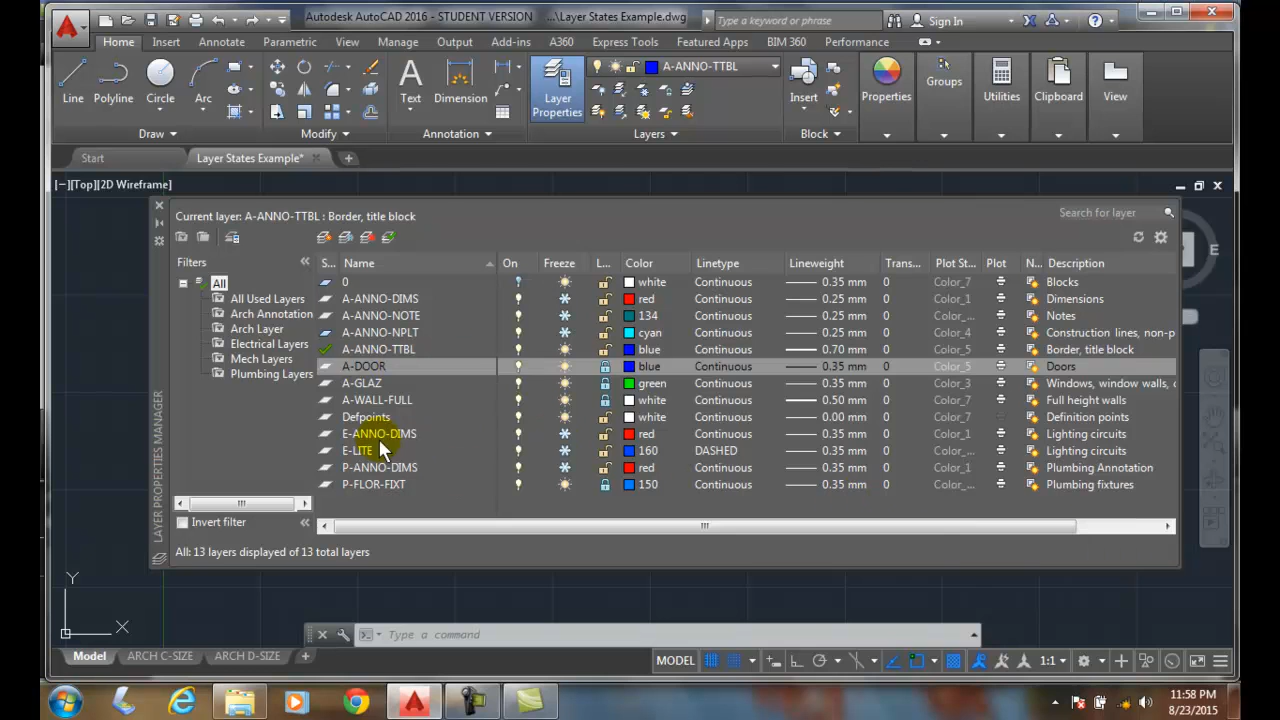 Autodesk AutoCAD 2016 - STUDENT VERSION ...\Layer States Example.dwg
Type a keyword or phrase
Sign In
Home Insert Annotate Parametric View Manage Output Add-ins A360 Express Tools Featured Apps BIM 360 Performance
A-ANNO-TTBL
Line Polyline Circle Arc Text Dimension Layer Properties Insert Properties Groups Utilities Clipboard View
Draw Modify Annotation Layers Block
Start Layer States Example*
[−][Top][2D Wireframe]
Current layer: A-ANNO-TTBL : Border, title block
Search for layer
E
Filters
All
All Used Layers
Arch Annotation
Arch Layer
Electrical Layers
Mech Layers
Plumbing Layers
S... Name On Freeze L... Color Linetype Lineweight Trans... Plot St... Plot N... Description
0 white Continuous 0.35 mm 0 Color_7 Blocks
A-ANNO-DIMS red Continuous 0.25 mm 0 Color_1 Dimensions
A-ANNO-NOTE 134 Continuous 0.25 mm 0 Color_... Notes
A-ANNO-NPLT cyan Continuous 0.25 mm 0 Color_4 Construction lines, non-p
A-ANNO-TTBL blue Continuous 0.70 mm 0 Color_5 Border, title block
A-DOOR blue Continuous 0.35 mm 0 Color_5 Doors
A-GLAZ green Continuous 0.35 mm 0 Color_3 Windows, window walls, c
A-WALL-FULL white Continuous 0.50 mm 0 Color_7 Full height walls
Defpoints white Continuous 0.00 mm 0 Color_7 Definition points
E-ANNO-DIMS red Continuous 0.35 mm 0 Color_1 Lighting circuits
E-LITE 160 DASHED 0.35 mm 0 Color_... Lighting circuits
P-ANNO-DIMS red Continuous 0.35 mm 0 Color_1 Plumbing Annotation
P-FLOR-FIXT 150 Continuous 0.35 mm 0 Color_... Plumbing fixtures
LAYER PROPERTIES MANAGER
Invert filter
All: 13 layers displayed of 13 total layers
Y
X
Type a command
Model ARCH C-SIZE ARCH D-SIZE
MODEL 1:1
11:58 PM
8/23/2015